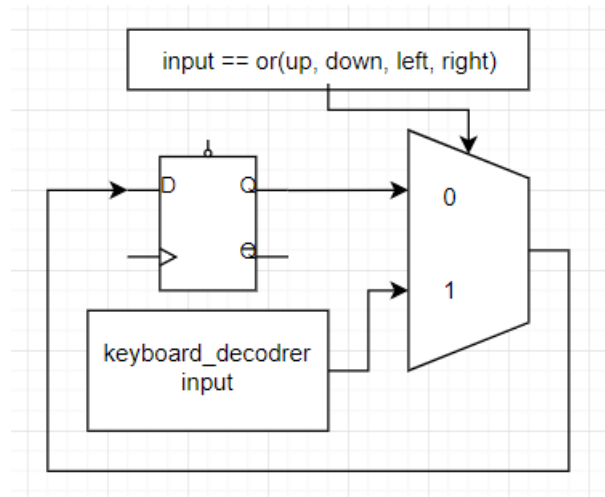 input == or(up, down, left, right)
D
Q
0
Q
1
keyboard_decodrer
input